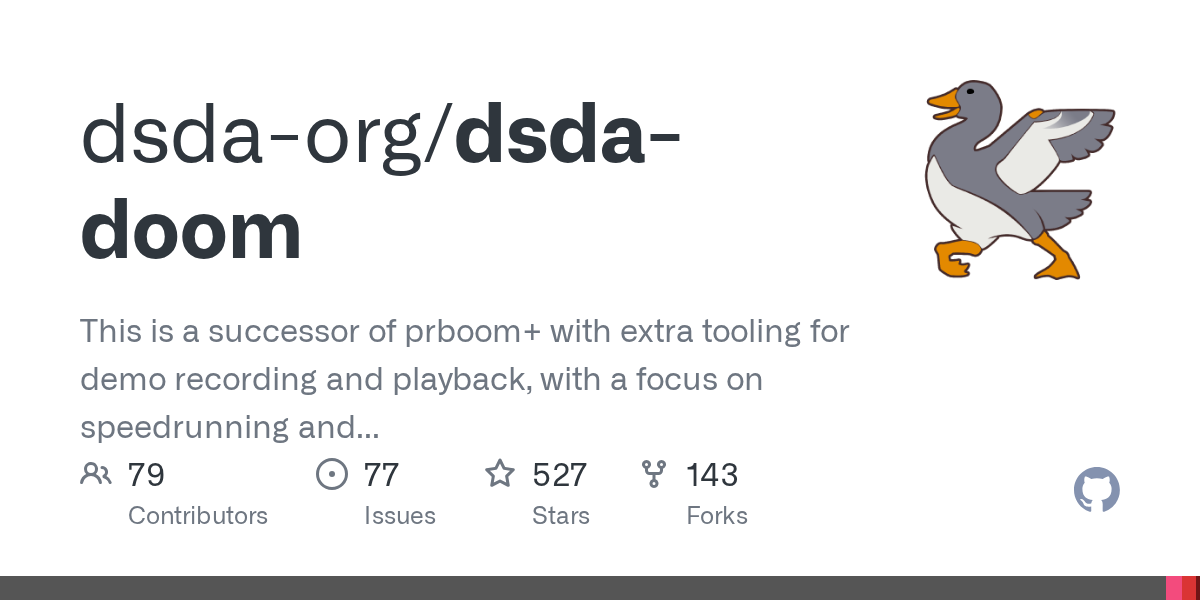 dsda-org/dsda-
doom
This is a successor of prboom+ with extra tooling for
demo recording and playback, with a focus on
speedrunning and...
79 77 527 143
Contributors Issues Stars Forks